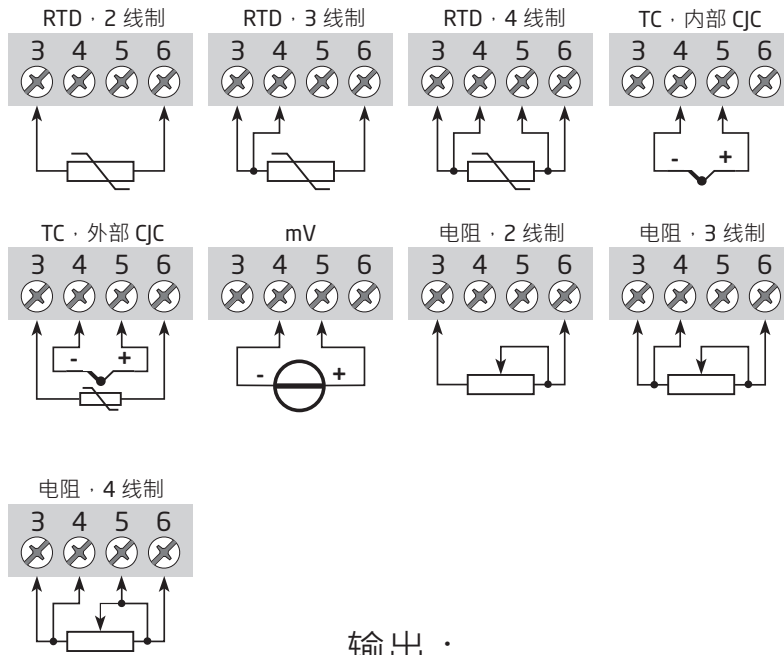 RTD · 2 线制
RTD · 3 线制
RTD · 4 线制
TC · 内部 CJC
3 4 5 6
3 4 5 6
3 4 5 6
3 4 5 6
- +
TC · 外部 CJC
mV
电阻 · 2 线制
电阻 · 3 线制
3 4 5 6
3 4 5 6
3 4 5 6
3 4 5 6
- +
- +
电阻 · 4 线制
3 4 5 6
输出 ·